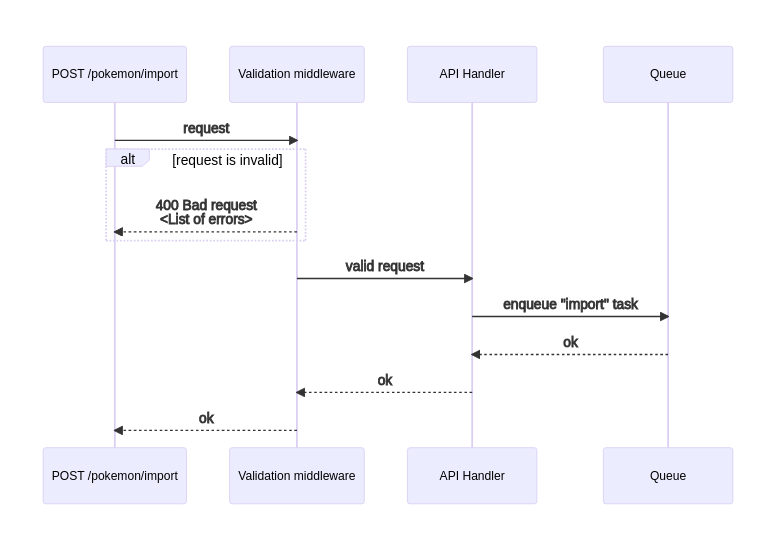 POST /pokemon/import
Validation middleware
API Handler
Queue
request
alt
[request is invalid]
400 Bad request
<List of errors>
valid request
enqueue "import" task
ok
ok
ok
POST /pokemon/import
Validation middleware
API Handler
Queue